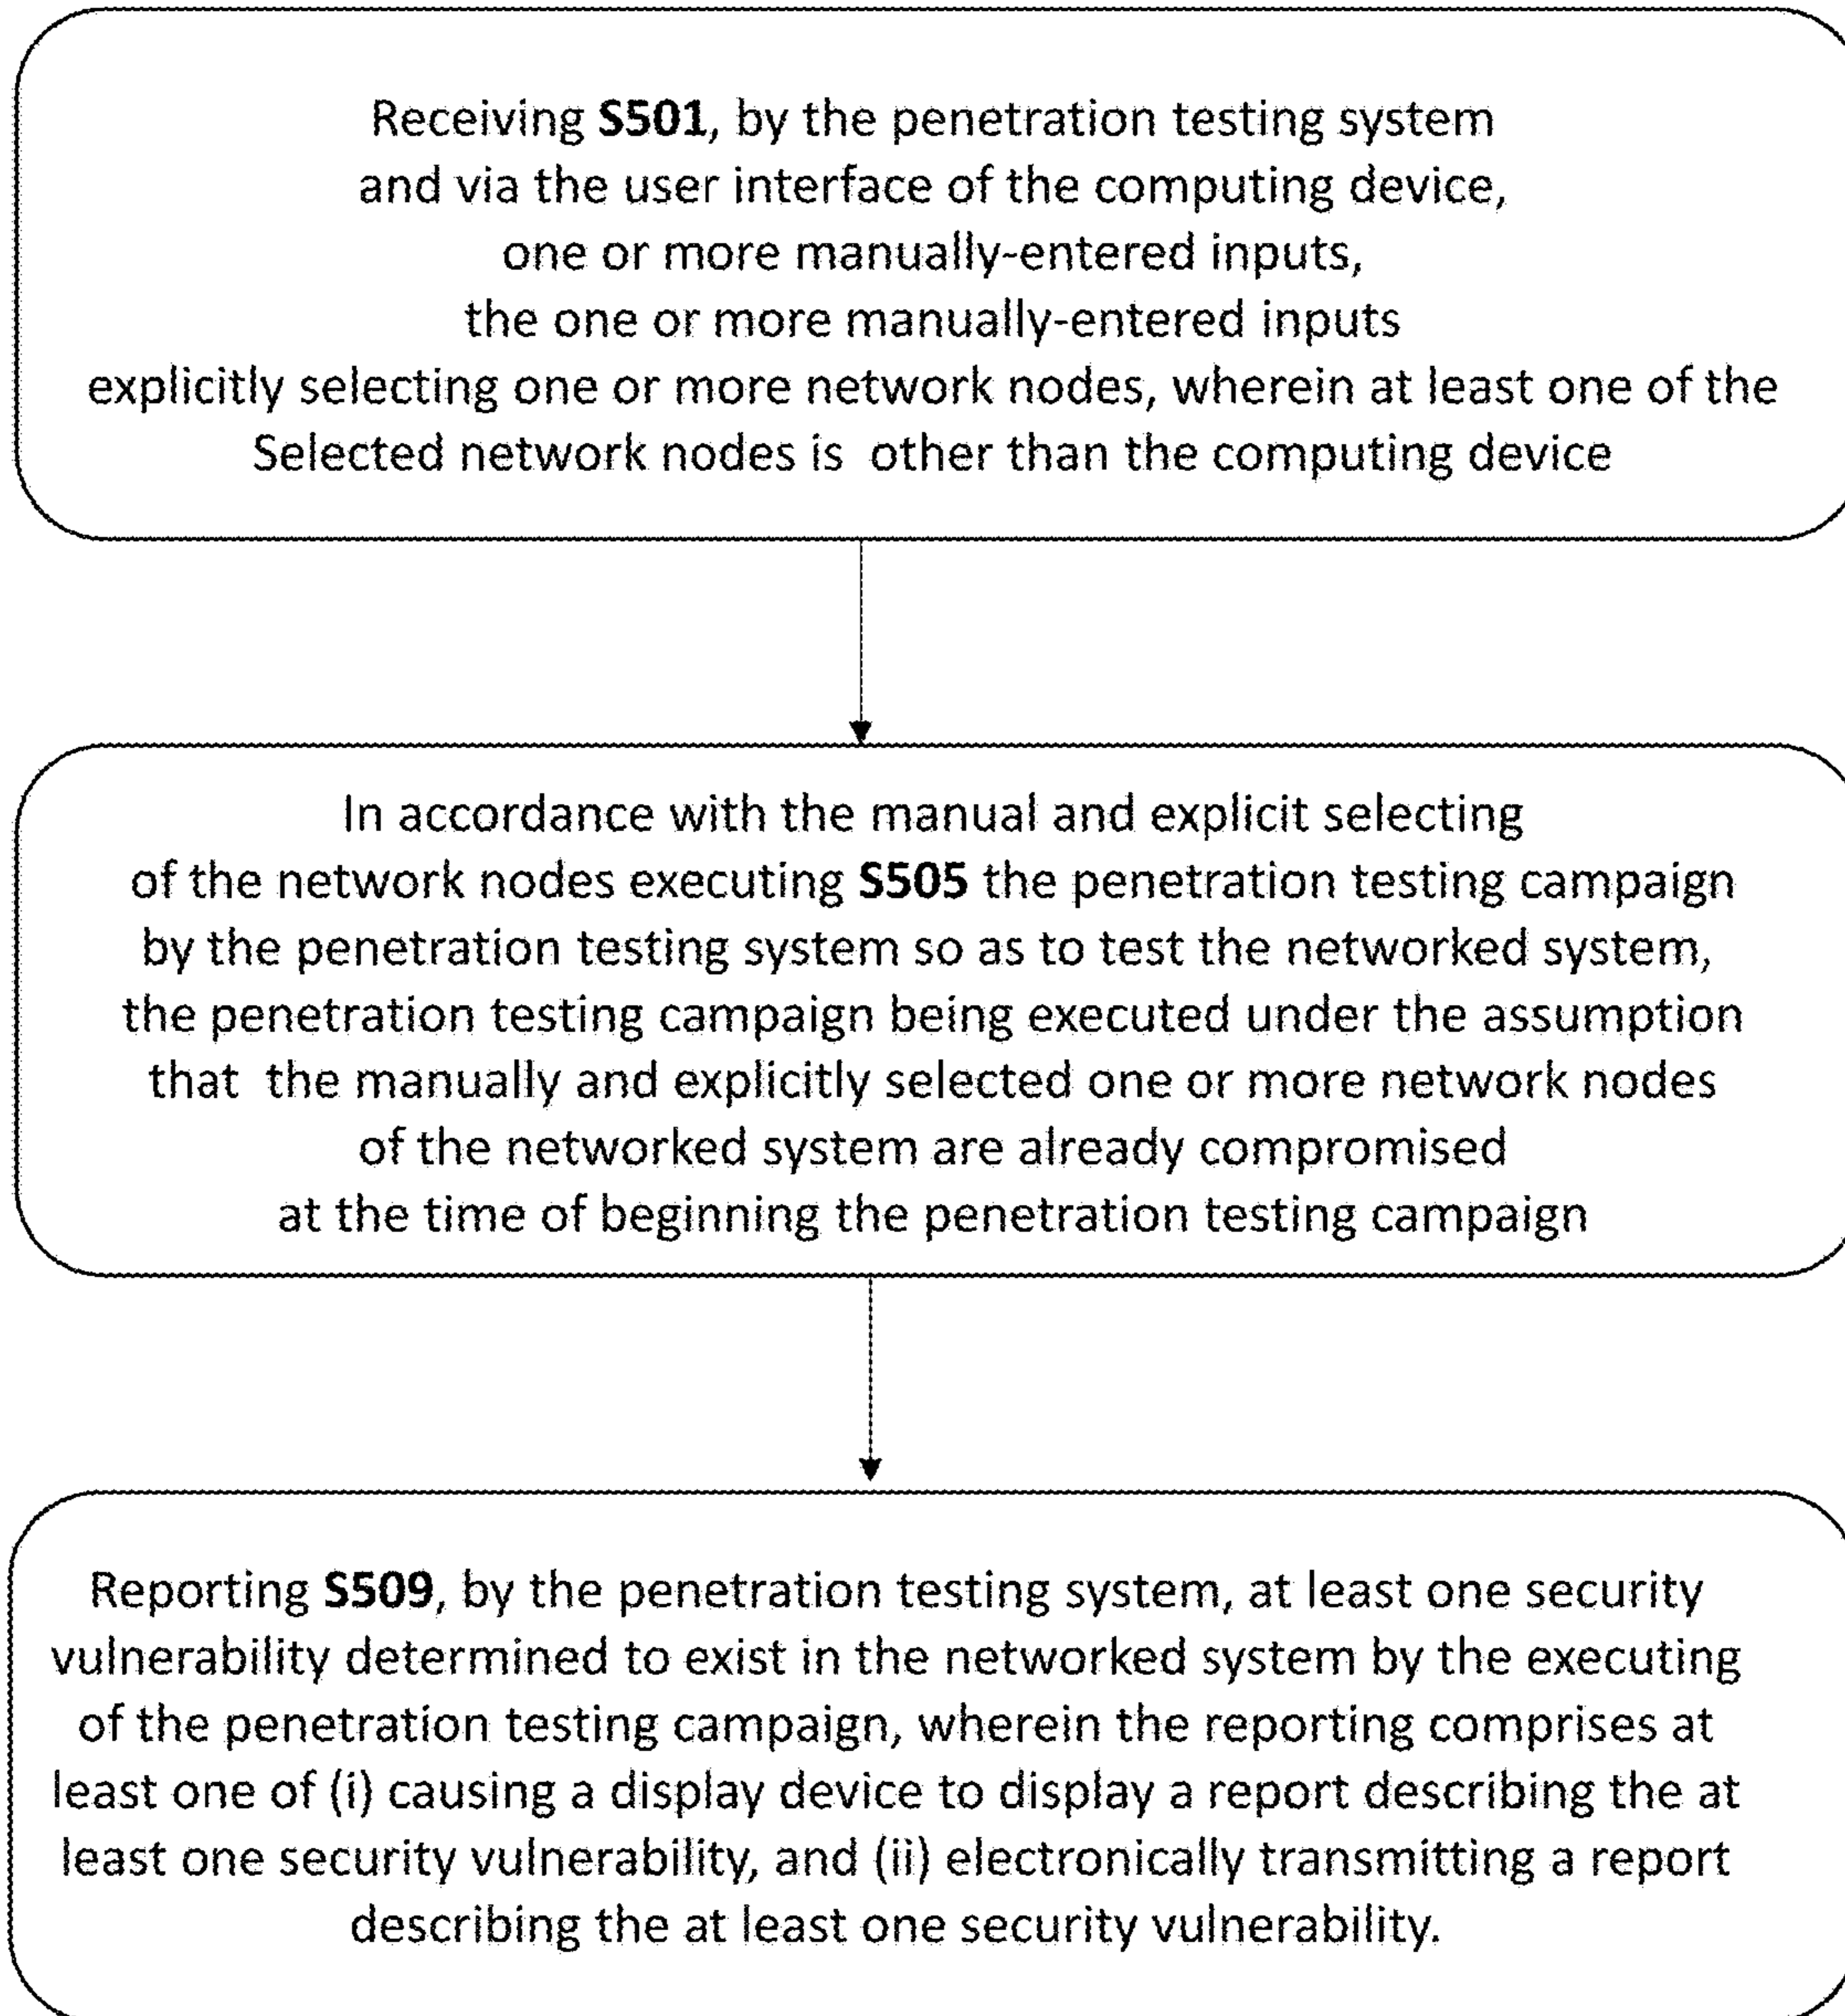 Receiving S501, by the penetration testing system
and via the user interface of the computing device,
one or more manually-entered inputs,
the one or more manually-entered inputs
explicitly selecting one or more network nodes, wherein at least one of the
Selected network nodes is other than the computing device
In accordance with the manual and explicit selecting
of the network nodes executing S505 the penetration testing campaign
by the penetration testing system so as to test the networked system,
the penetration testing campaign being executed under the assumption
that the manually and explicitly selected one or more network nodes
of the networked system are already compromised
at the time of beginning the penetration testing campaign
Reporting S509, by the penetration testing system, at least one security
vulnerability determined to exist in the networked system by the executing
of the penetration testing campaign, wherein the reporting comprises at
least one of (i) causing a display device to display a report describing the at
least one security vulnerability, and (ii) electronically transmitting a report
describing the at least one security vulnerability.